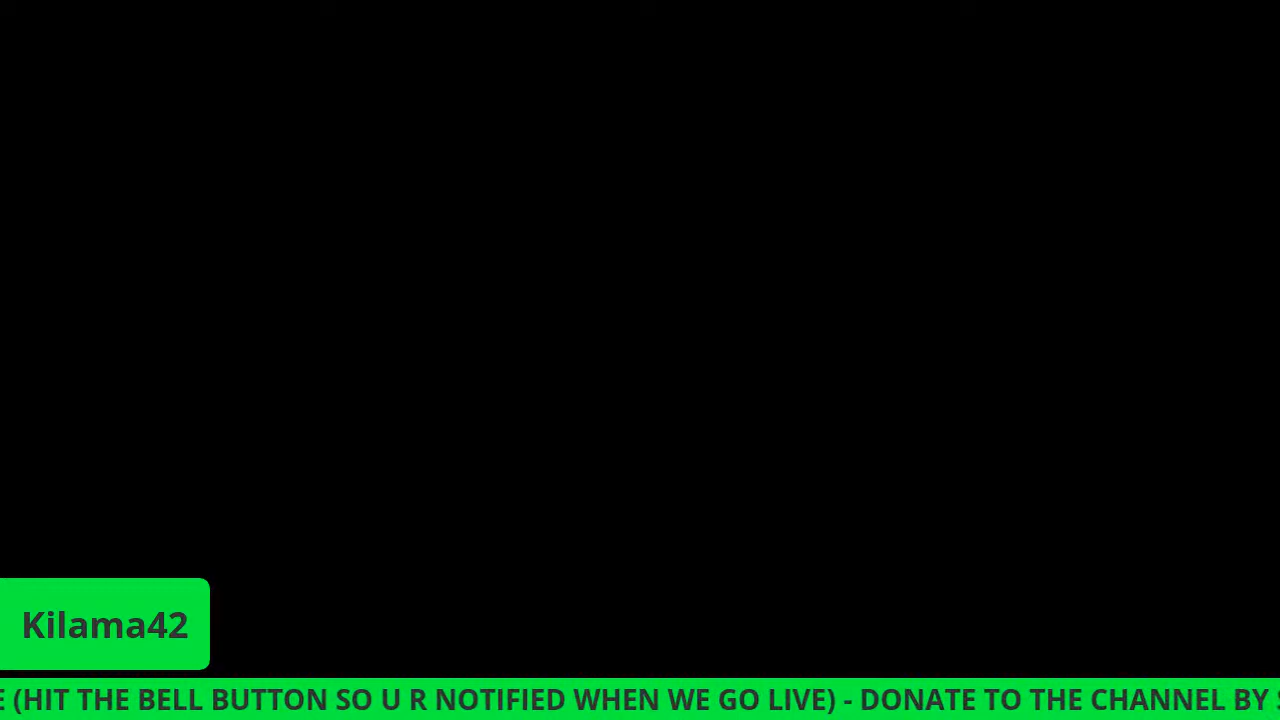 Kilama42
(HIT THE BELL BUTTON SO U R NOTIFIED WHEN WE GO LIVE) - DONATE TO THE CHANNEL BY